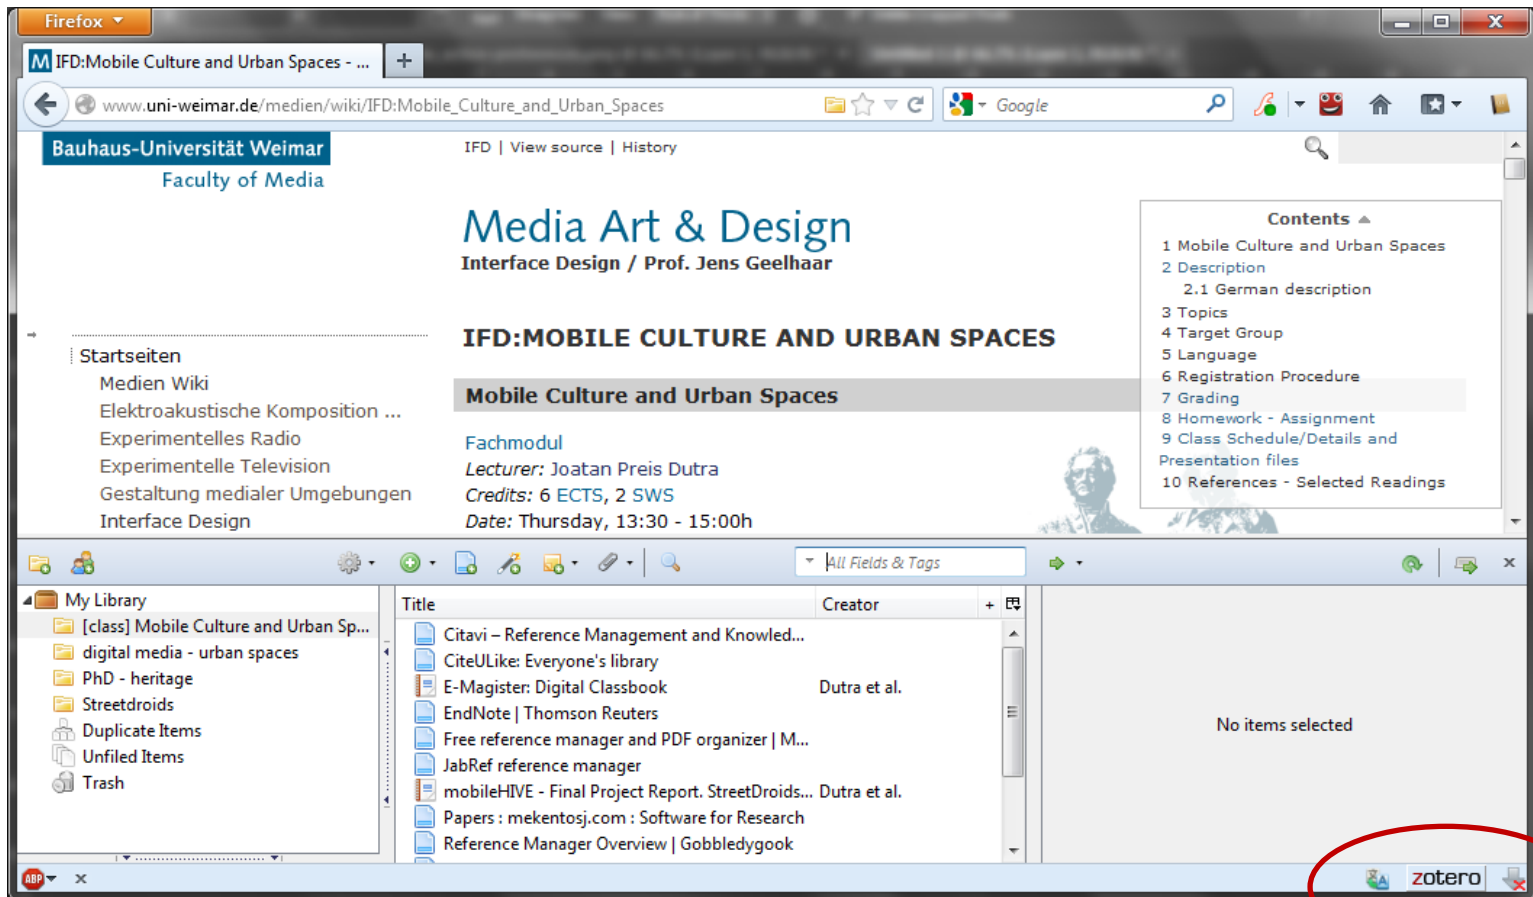 Firefox
M IFD:Mobile Culture and Urban Spaces - ...
www.uni-weimar.de/medien/wiki/IFD:Mobile_Culture_and_Urban_Spaces
Google
Bauhaus-Universität Weimar
Faculty of Media
IFD | View source | History
Media Art & Design
Interface Design / Prof. Jens Geelhaar
Contents
1 Mobile Culture and Urban Spaces
2 Description
2.1 German description
3 Topics
4 Target Group
5 Language
6 Registration Procedure
7 Grading
8 Homework - Assignment
9 Class Schedule/Details and
Presentation files
10 References - Selected Readings
Startseiten
Medien Wiki
Elektroakustische Komposition ...
Experimentelles Radio
Experimentelle Television
Gestaltung medialer Umgebungen
Interface Design
IFD:MOBILE CULTURE AND URBAN SPACES
Mobile Culture and Urban Spaces
Fachmodul
Lecturer: Joatan Preis Dutra
Credits: 6 ECTS, 2 SWS
Date: Thursday, 13:30 - 15:00h
All Fields & Tags
My Library
[class] Mobile Culture and Urban Sp...
digital media - urban spaces
PhD - heritage
Streetdroids
Duplicate Items
Unfiled Items
Trash
Title Creator
Citavi – Reference Management and Knowled...
CiteULike: Everyone's library
E-Magister: Digital Classbook Dutra et al.
EndNote | Thomson Reuters
Free reference manager and PDF organizer | M...
JabRef reference manager
mobileHIVE - Final Project Report. StreetDroids... Dutra et al.
Papers : mekentosj.com : Software for Research
Reference Manager Overview | Gobbledygook
No items selected
ABP
zotero